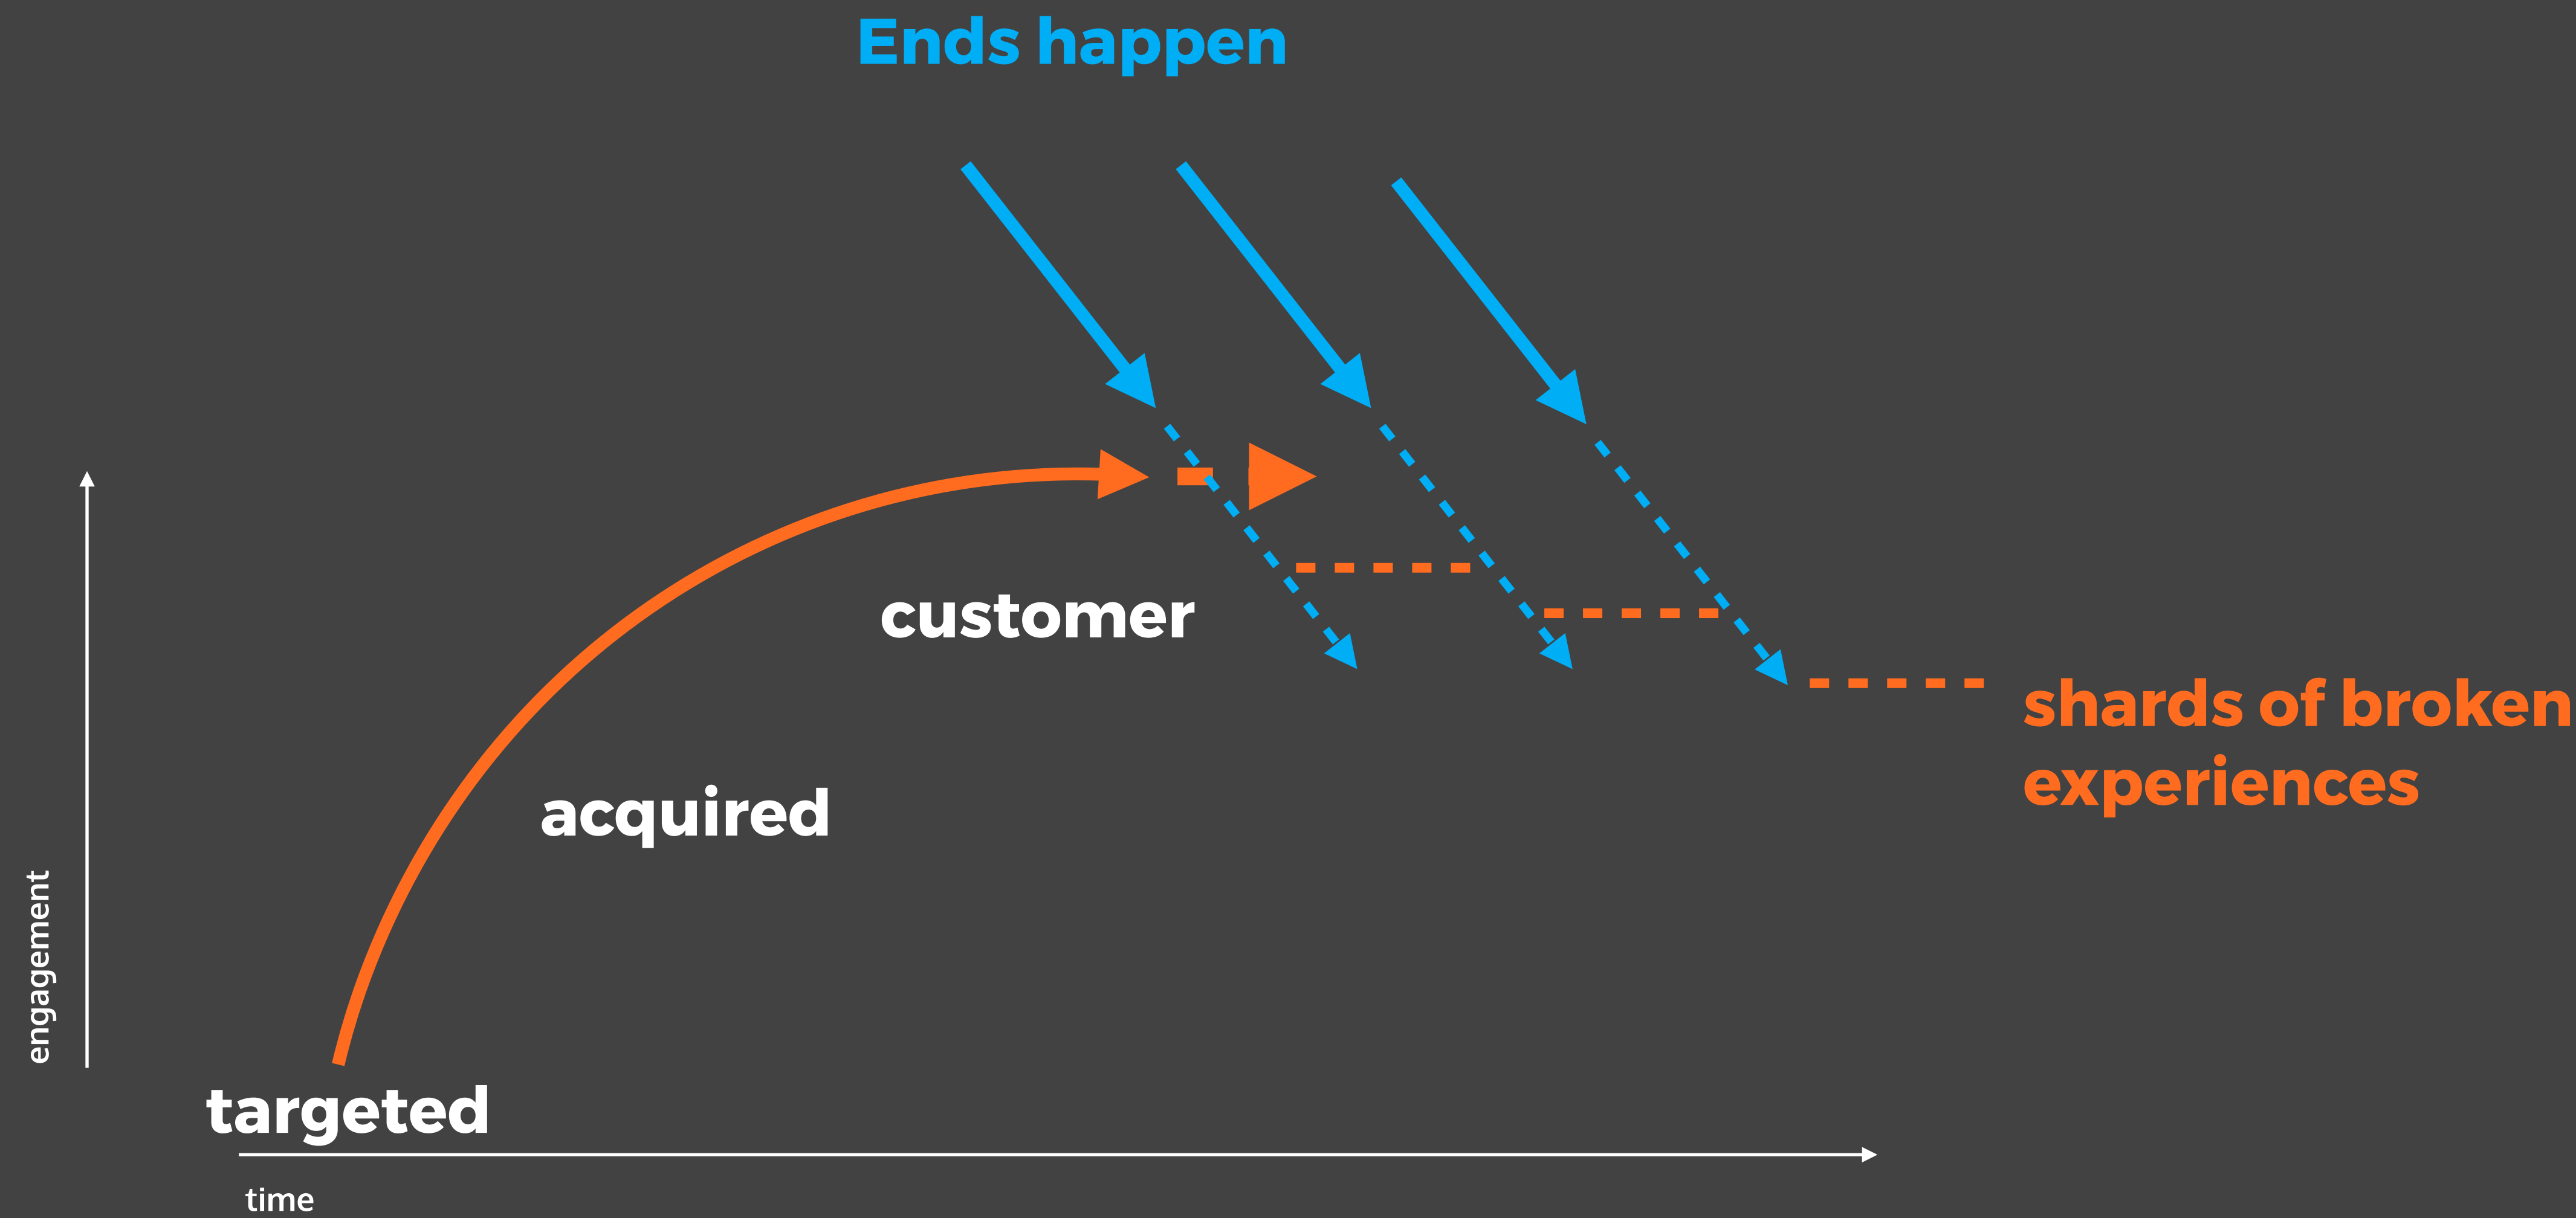 Ends happen
customer
shards of broken
experiences
acquired
engagement
targeted
time